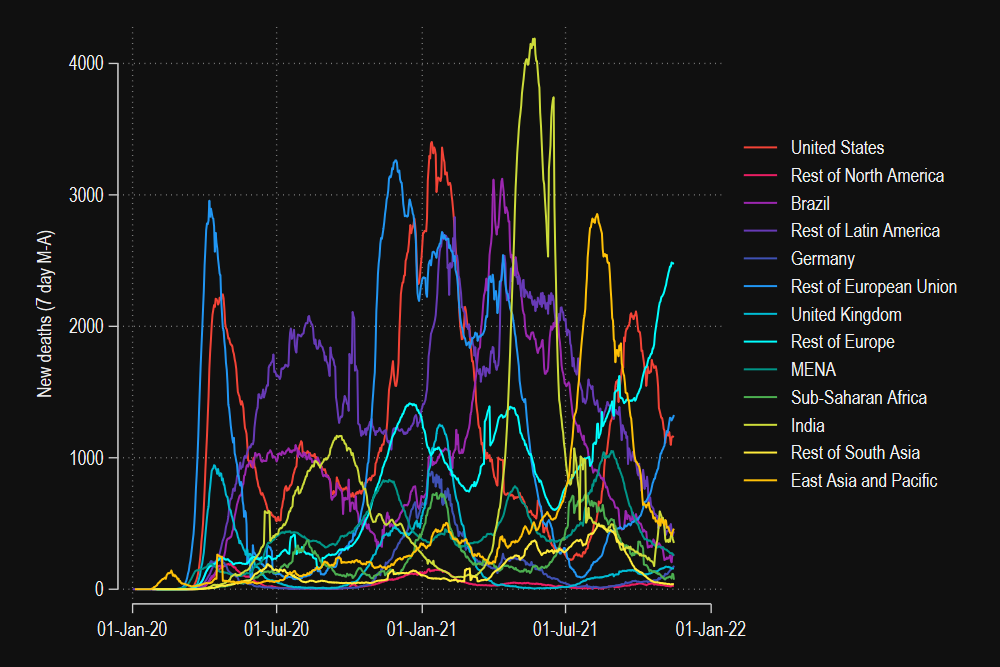 New deaths (7 day M-A)
4000
3000
2000
1000
0
01-Jan-20
01-Jul-20
01-Jan-21
01-Jul-21
01-Jan-22
United States
Rest of North America
Brazil
Rest of Latin America
Germany
Rest of European Union
United Kingdom
Rest of Europe
MENA
Sub-Saharan Africa
India
Rest of South Asia
East Asia and Pacific